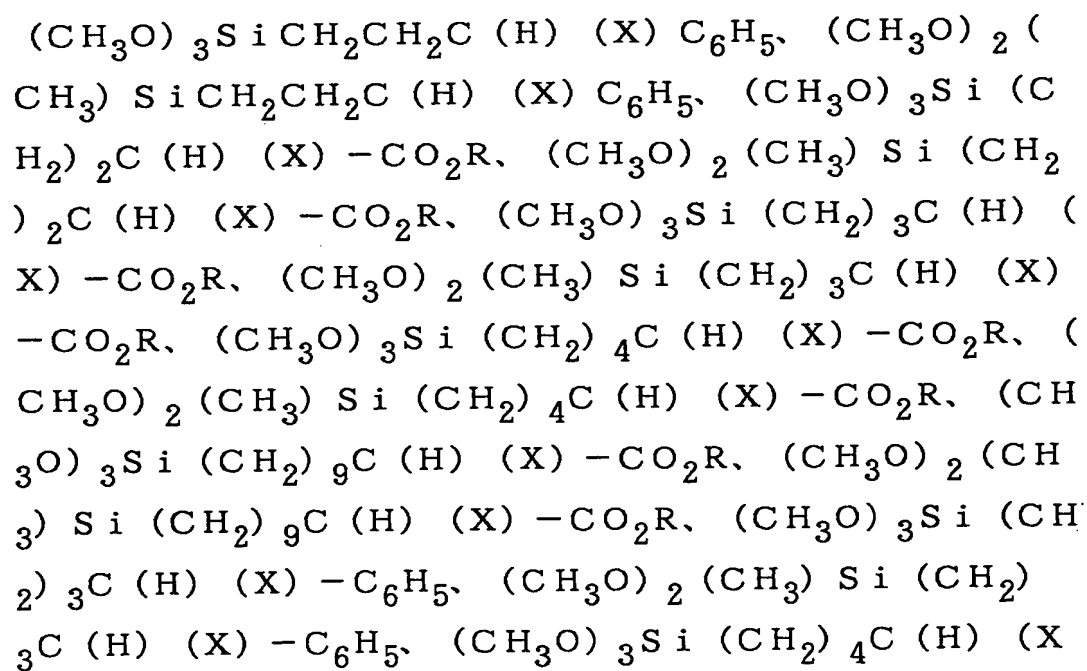 (CH₃O)₃SiCH₂CH₂C(H)(X)C₆H₅、(CH₃O)₂(
CH₃)SiCH₂CH₂C(H)(X)C₆H₅、(CH₃O)₃Si(C
H₂)₂C(H)(X)−CO₂R、(CH₃O)₂(CH₃)Si(CH₂
)₂C(H)(X)−CO₂R、(CH₃O)₃Si(CH₂)₃C(H)(
X)−CO₂R、(CH₃O)₂(CH₃)Si(CH₂)₃C(H)(X)
−CO₂R、(CH₃O)₃Si(CH₂)₄C(H)(X)−CO₂R、(
CH₃O)₂(CH₃)Si(CH₂)₄C(H)(X)−CO₂R、(CH
₃O)₃Si(CH₂)₉C(H)(X)−CO₂R、(CH₃O)₂(CH
₃)Si(CH₂)₉C(H)(X)−CO₂R、(CH₃O)₃Si(CH
₂)₃C(H)(X)−C₆H₅、(CH₃O)₂(CH₃)Si(CH₂)
₃C(H)(X)−C₆H₅、(CH₃O)₃Si(CH₂)₄C(H)(X